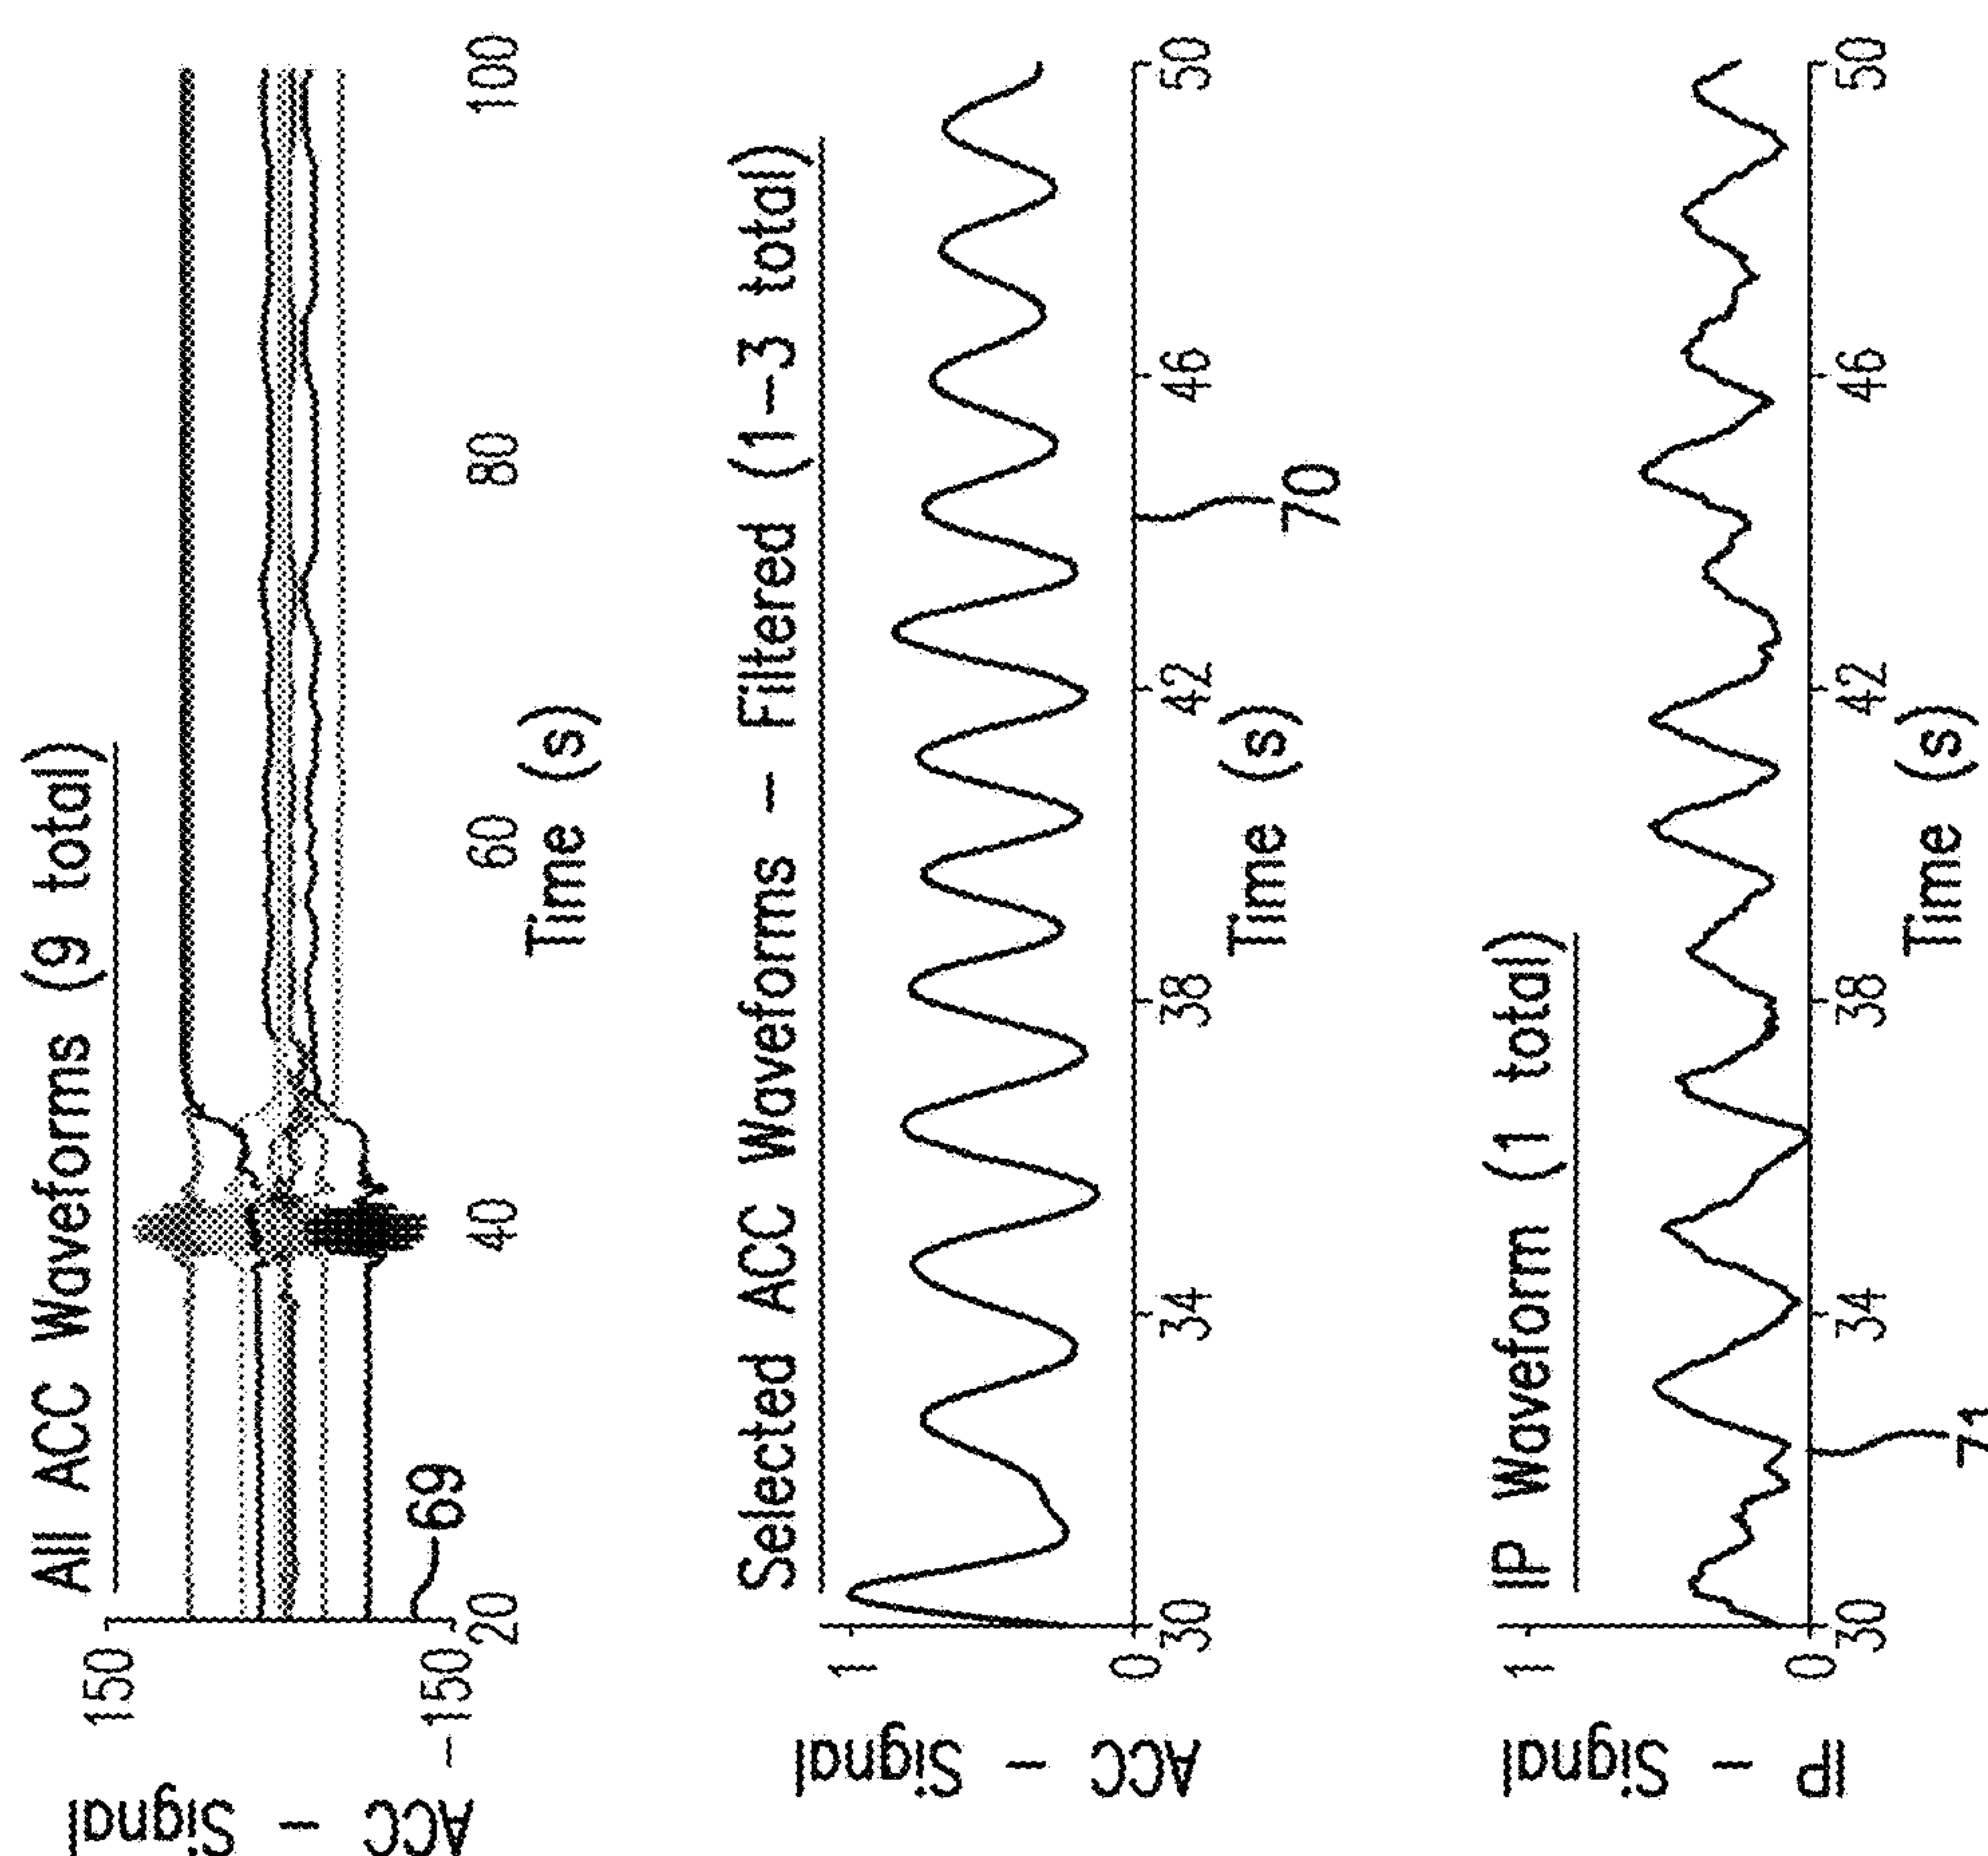 All ACC Waveforms (9 total)
ACC – Signal
150
–150
20
40
60
80
100
Time (s)
69
Selected ACC Waveforms – Filtered (1–3 total)
ACC – Signal
1
0
30
34
38
42
46
50
Time (s)
70
IP Waveform (1 total)
IP – Signal
1
0
30
34
38
42
46
50
Time (s)
71